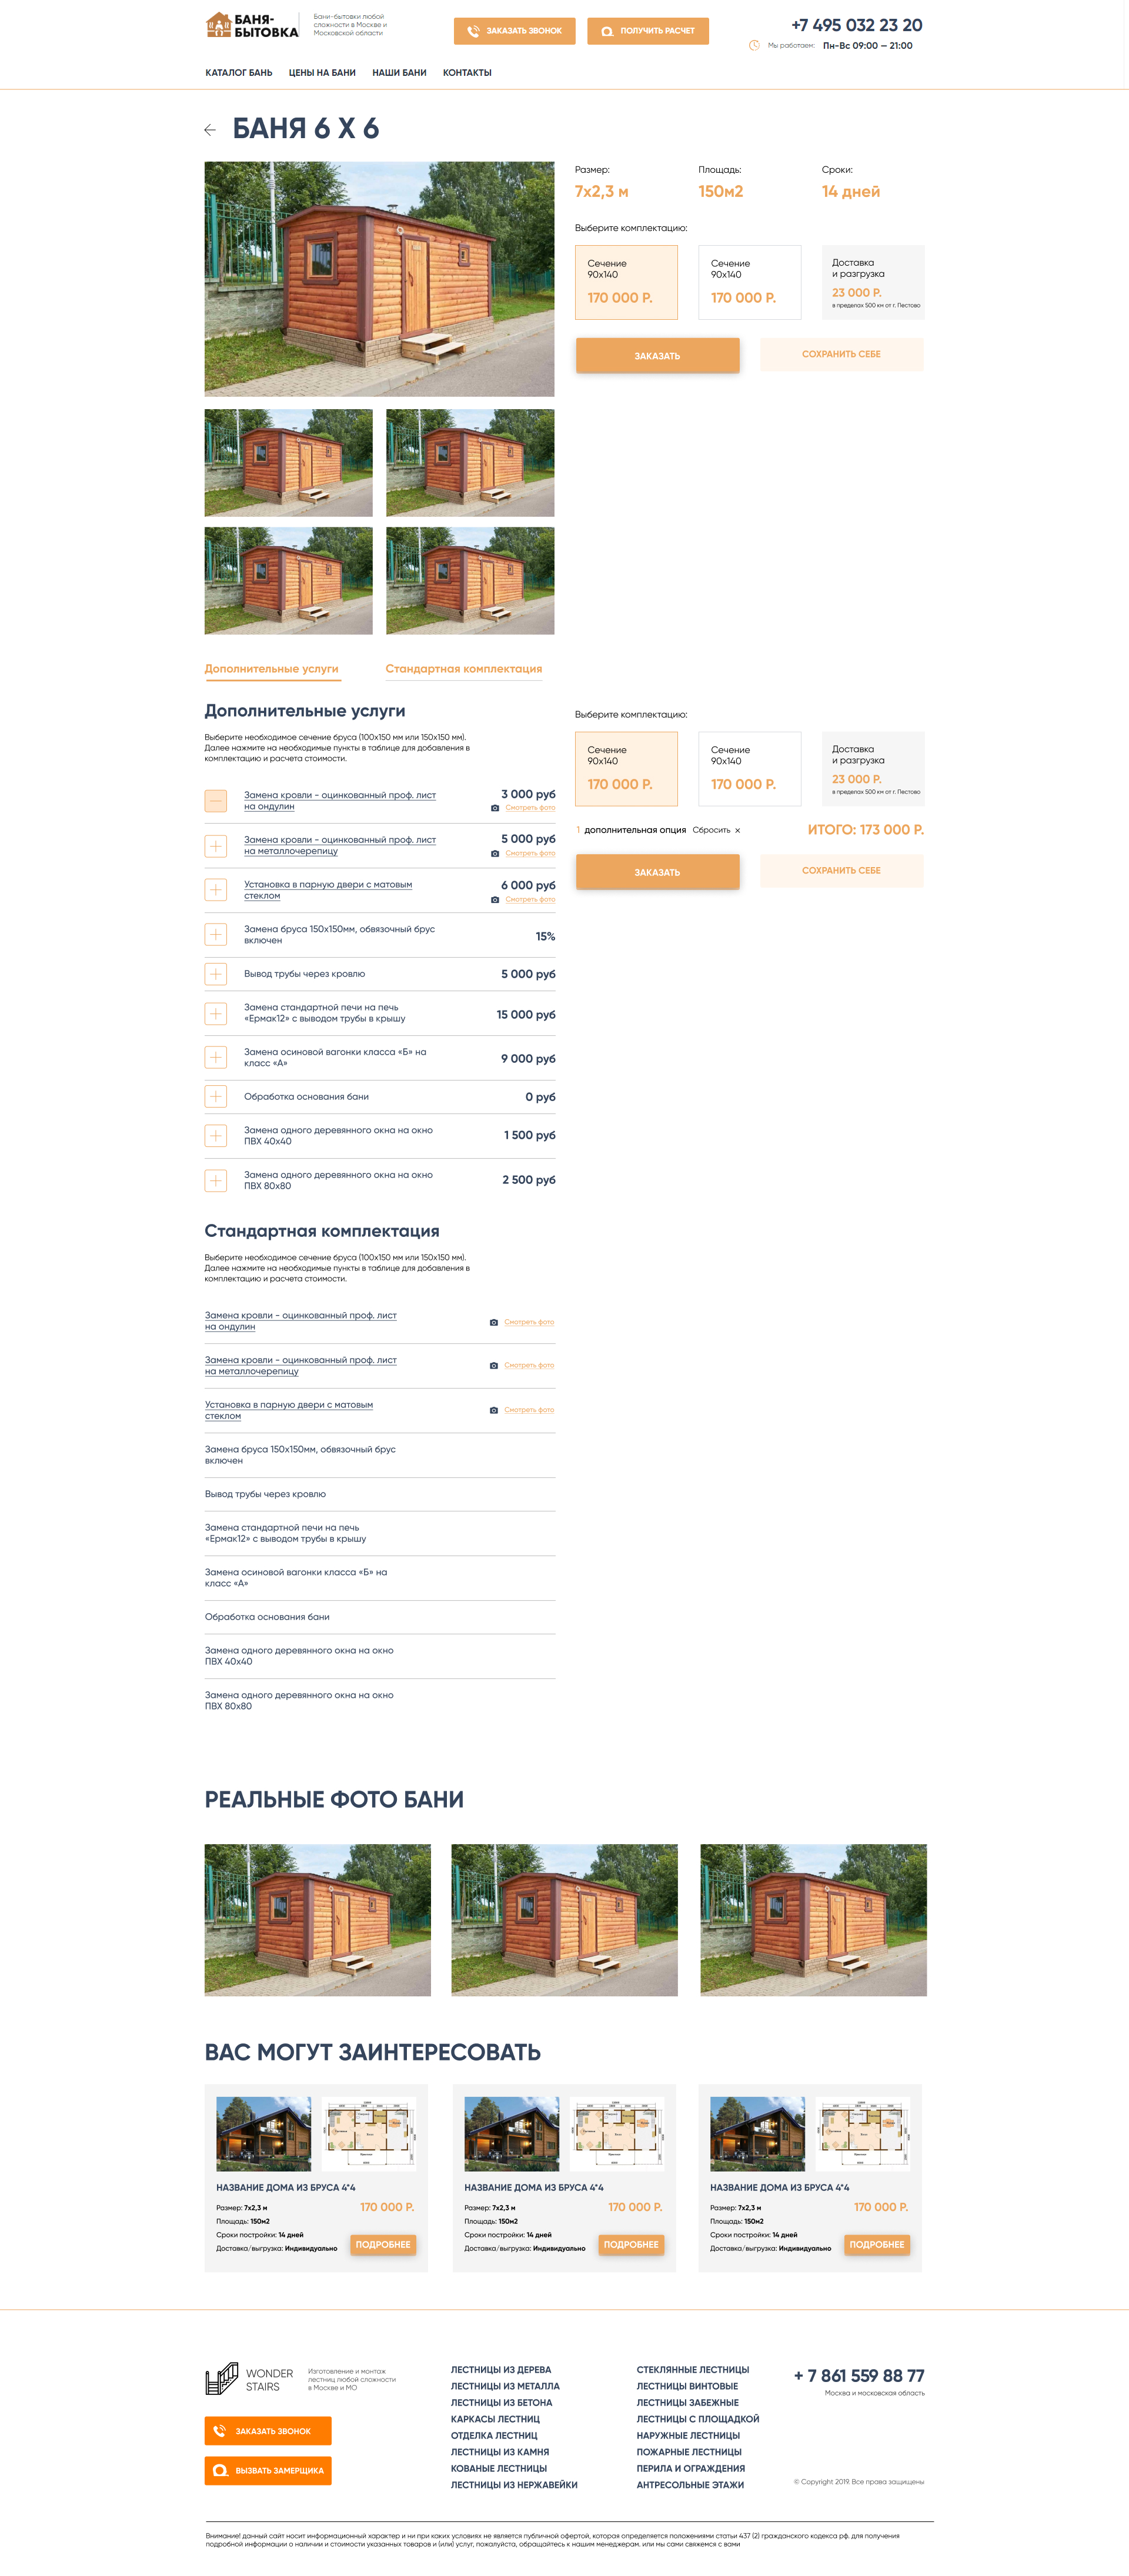 БАНЯ-
БЫТОВКА
Бани-бытовки любой
сложности в Москве и
Московской области
ЗАКАЗАТЬ ЗВОНОК
ПОЛУЧИТЬ РАСЧЕТ
+7 495 032 23 20
Мы работаем: Пн-Вс 09:00 – 21:00
КАТАЛОГ БАНЬ ЦЕНЫ НА БАНИ НАШИ БАНИ КОНТАКТЫ
БАНЯ 6 Х 6
Размер: Площадь: Сроки:
7х2,3 м 150м2 14 дней
Выберите комплектацию:
Сечение
90х140
170 000 Р.
Сечение
90х140
170 000 Р.
Доставка
и разгрузка
23 000 Р.
в пределах 500 км от г. Пестово
ЗАКАЗАТЬ
СОХРАНИТЬ СЕБЕ
Дополнительные услуги Стандартная комплектация
Дополнительные услуги
Выберите необходимое сечение бруса (100х150 мм или 150х150 мм).
Далее нажмите на необходимые пункты в таблице для добавления в
комплектацию и расчета стоимости.
Замена кровли - оцинкованный проф. лист
на ондулин
3 000 руб
Смотреть фото
Замена кровли - оцинкованный проф. лист
на металлочерепицу
5 000 руб
Смотреть фото
Установка в парную двери с матовым
стеклом
6 000 руб
Смотреть фото
Замена бруса 150х150мм, обвязочный брус
включен
15%
Вывод трубы через кровлю
5 000 руб
Замена стандартной печи на печь
«Ермак12» с выводом трубы в крышу
15 000 руб
Замена осиновой вагонки класса «Б» на
класс «А»
9 000 руб
Обработка основания бани
0 руб
Замена одного деревянного окна на окно
ПВХ 40х40
1 500 руб
Замена одного деревянного окна на окно
ПВХ 80х80
2 500 руб
Выберите комплектацию:
Сечение
90х140
170 000 Р.
Сечение
90х140
170 000 Р.
Доставка
и разгрузка
23 000 Р.
в пределах 500 км от г. Пестово
1 дополнительная опция Сбросить ×
ИТОГО: 173 000 Р.
ЗАКАЗАТЬ
СОХРАНИТЬ СЕБЕ
Стандартная комплектация
Выберите необходимое сечение бруса (100х150 мм или 150х150 мм).
Далее нажмите на необходимые пункты в таблице для добавления в
комплектацию и расчета стоимости.
Замена кровли - оцинкованный проф. лист
на ондулин
Смотреть фото
Замена кровли - оцинкованный проф. лист
на металлочерепицу
Смотреть фото
Установка в парную двери с матовым
стеклом
Смотреть фото
Замена бруса 150х150мм, обвязочный брус
включен
Вывод трубы через кровлю
Замена стандартной печи на печь
«Ермак12» с выводом трубы в крышу
Замена осиновой вагонки класса «Б» на
класс «А»
Обработка основания бани
Замена одного деревянного окна на окно
ПВХ 40х40
Замена одного деревянного окна на окно
ПВХ 80х80
РЕАЛЬНЫЕ ФОТО БАНИ
ВАС МОГУТ ЗАИНТЕРЕСОВАТЬ
НАЗВАНИЕ ДОМА ИЗ БРУСА 4*4
Размер: 7х2,3 м
170 000 Р.
Площадь: 150м2
Сроки постройки: 14 дней
Доставка/выгрузка: Индивидуально
ПОДРОБНЕЕ
НАЗВАНИЕ ДОМА ИЗ БРУСА 4*4
Размер: 7х2,3 м
170 000 Р.
Площадь: 150м2
Сроки постройки: 14 дней
Доставка/выгрузка: Индивидуально
ПОДРОБНЕЕ
НАЗВАНИЕ ДОМА ИЗ БРУСА 4*4
Размер: 7х2,3 м
170 000 Р.
Площадь: 150м2
Сроки постройки: 14 дней
Доставка/выгрузка: Индивидуально
ПОДРОБНЕЕ
WONDER
STAIRS
Изготовление и монтаж
лестниц любой сложности
в Москве и МО
ЗАКАЗАТЬ ЗВОНОК
ВЫЗВАТЬ ЗАМЕРЩИКА
ЛЕСТНИЦЫ ИЗ ДЕРЕВА
ЛЕСТНИЦЫ ИЗ МЕТАЛЛА
ЛЕСТНИЦЫ ИЗ БЕТОНА
КАРКАСЫ ЛЕСТНИЦ
ОТДЕЛКА ЛЕСТНИЦ
ЛЕСТНИЦЫ ИЗ КАМНЯ
КОВАНЫЕ ЛЕСТНИЦЫ
ЛЕСТНИЦЫ ИЗ НЕРЖАВЕЙКИ
СТЕКЛЯННЫЕ ЛЕСТНИЦЫ
ЛЕСТНИЦЫ ВИНТОВЫЕ
ЛЕСТНИЦЫ ЗАБЕЖНЫЕ
ЛЕСТНИЦЫ С ПЛОЩАДКОЙ
НАРУЖНЫЕ ЛЕСТНИЦЫ
ПОЖАРНЫЕ ЛЕСТНИЦЫ
ПЕРИЛА И ОГРАЖДЕНИЯ
АНТРЕСОЛЬНЫЕ ЭТАЖИ
+ 7 861 559 88 77
Москва и московская область
© Copyright 2019. Все права защищены
Внимание! данный сайт носит информационный характер и ни при каких условиях не является публичной офертой, которая определяется положениями статьи 437 (2) гражданского кодекса рф. для получения
подробной информации о наличии и стоимости указанных товаров и (или) услуг, пожалуйста, обращайтесь к нашим менеджерам. или мы сами свяжемся с вами